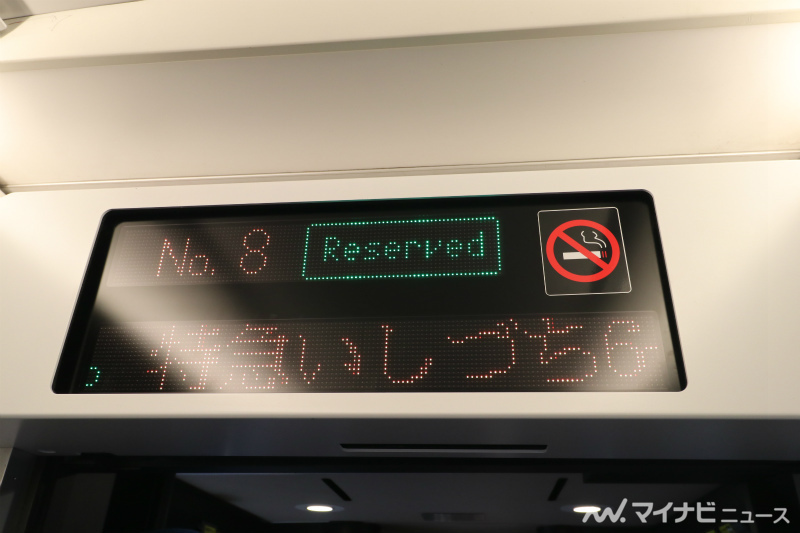 No. 8 Reserved
特急いしづち6
マイナビニュース